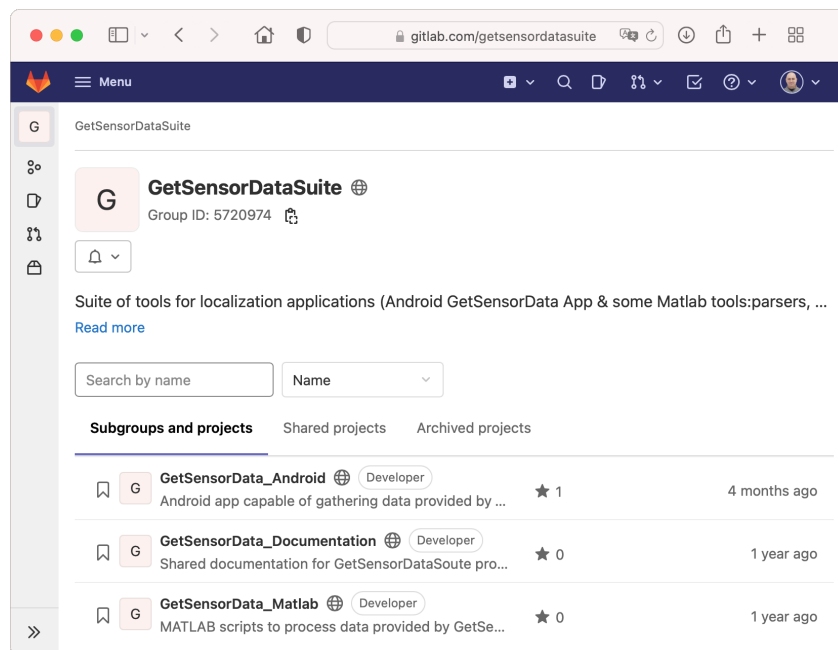 gitlab.com/getsensordatasuite
Menu
G
GetSensorDataSuite
G
GetSensorDataSuite
Group ID: 5720974
Suite of tools for localization applications (Android GetSensorData App & some Matlab tools:parsers, ...
Read more
Search by name
Name
Subgroups and projects Shared projects Archived projects
G GetSensorData_Android Developer
Android app capable of gathering data provided by ...
1
4 months ago
G GetSensorData_Documentation Developer
Shared documentation for GetSensorDataSoute pro...
0
1 year ago
G GetSensorData_Matlab Developer
MATLAB scripts to process data provided by GetSe...
0
1 year ago